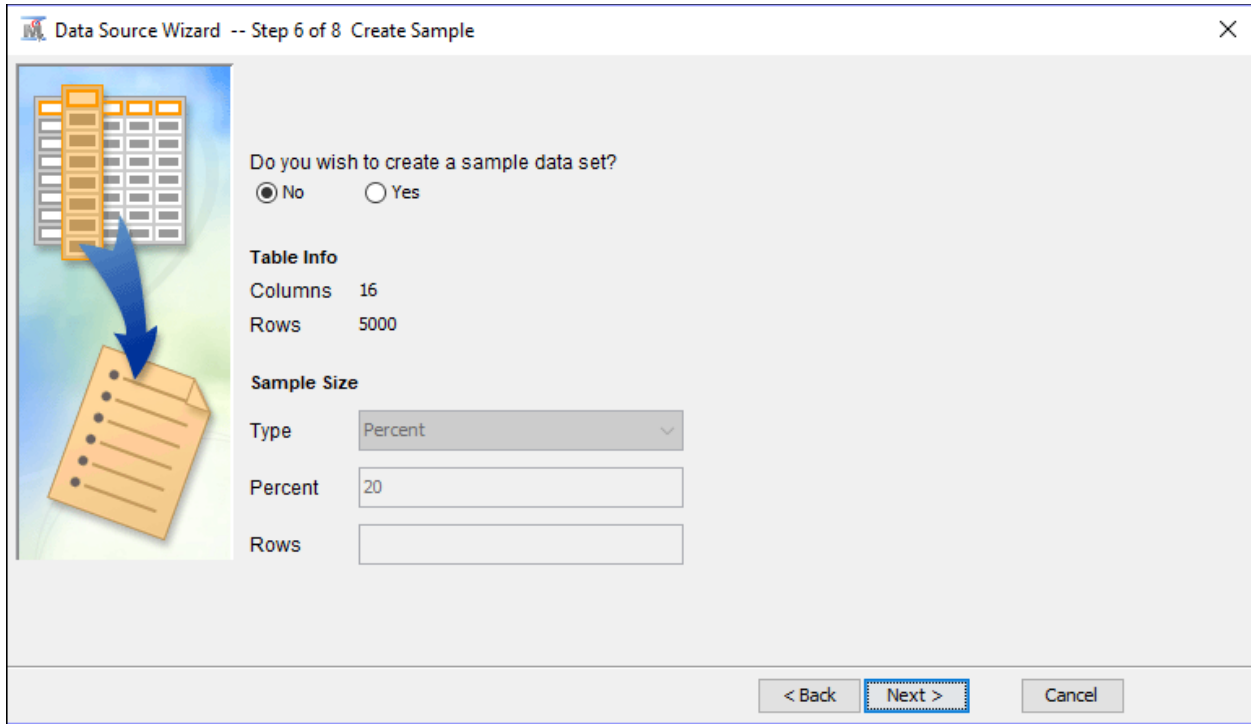 Data Source Wizard -- Step 6 of 8 Create Sample
Do you wish to create a sample data set?
No Yes
Table Info
Columns 16
Rows 5000
Sample Size
Type Percent
Percent 20
Rows
< Back Next > Cancel